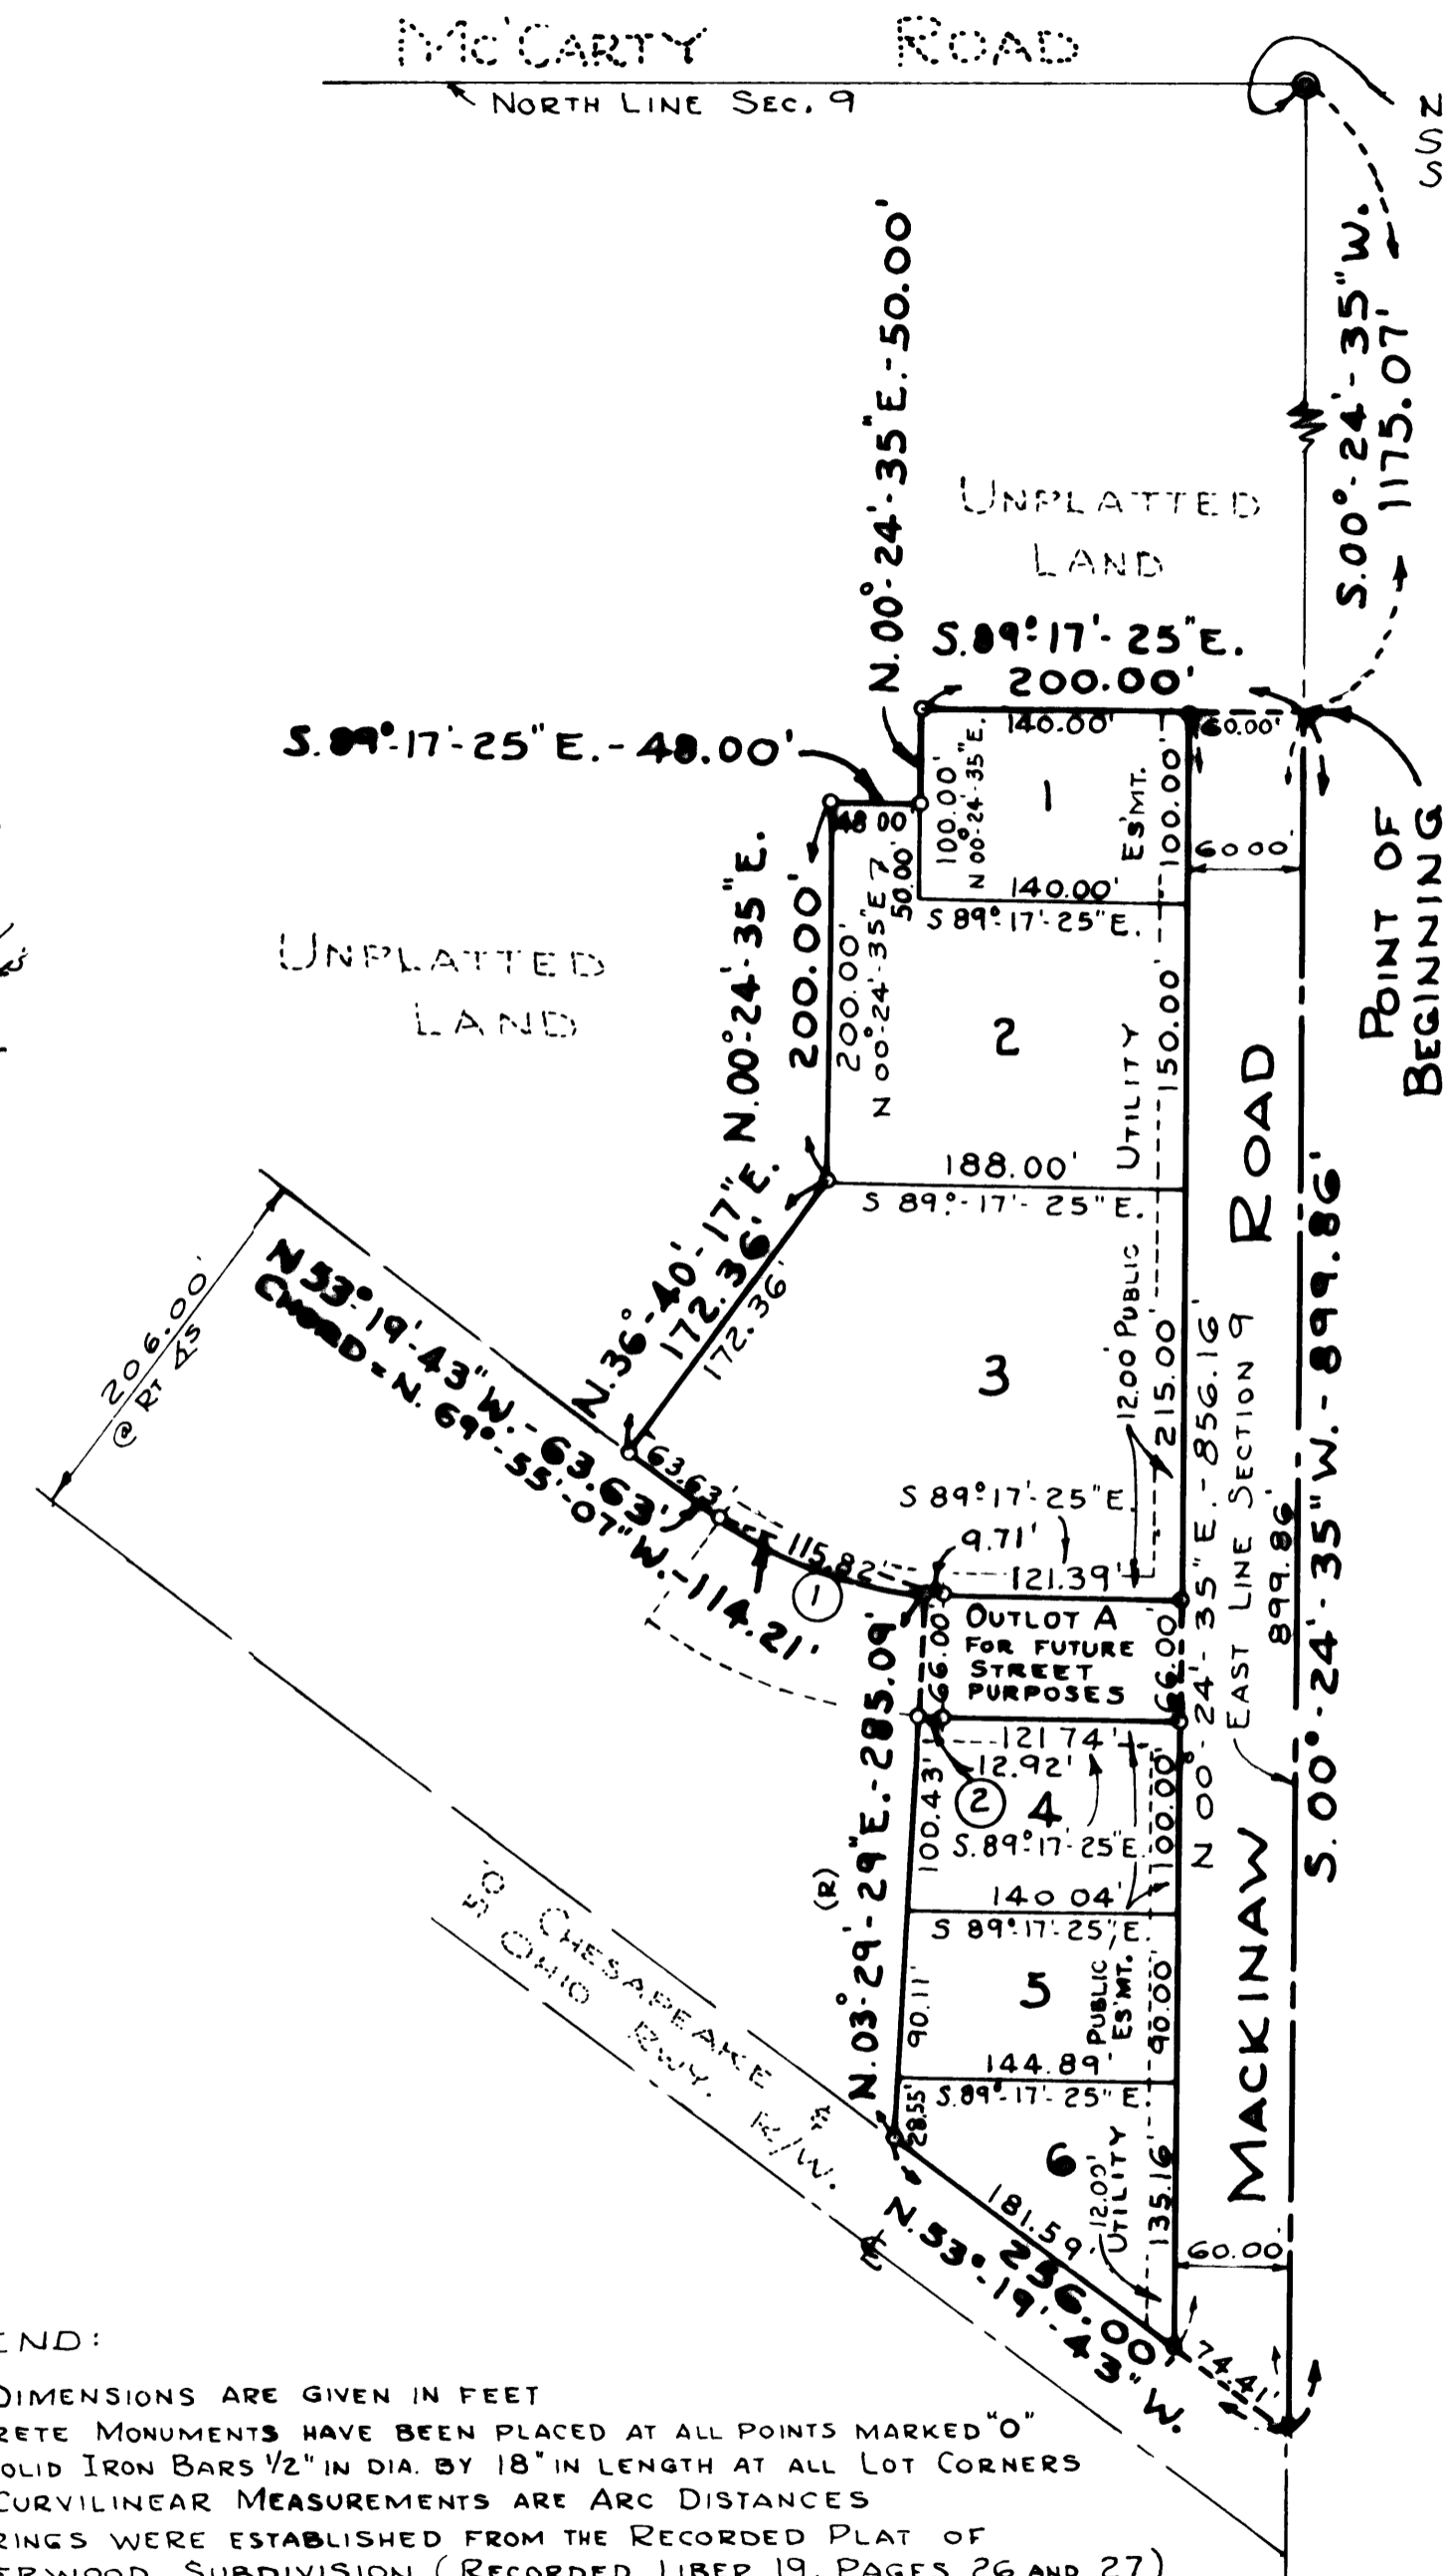 MC'CARTY ROAD
NORTH LINE SEC. 9
S.00°-24'-35"W.
1175.07'
N.00°-24'-35"E.-50.00'
UNPLATTED
LAND
S.89°-17'-25"E.
200.00'
140.00'
60.00'
S.89°-17'-25"E.-48.00'
48 00'
100.00'
N 00°-24'-35"E.
1
ES'MT.
100.00'
60 00'
POINT OF
BEGINNING
50.00'
140.00'
S 89°-17'-25"E.
N.00°-24'-35"E.
200.00'
200.00'
N 00°-24'-35"E
UNPLATTED
LAND
2
UTILITY
150.00'
188.00'
S 89°-17'-25"E.
N.36°-40'-17"E.
172.36'
172.36'
3
12.00' PUBLIC
215.00'
206.00'
@ RT ∆S
N 53°-19'-43"W.-63.63'
CHORD = N. 69°-55'-07"W.-114.21'
63.63'
115.82'
1
S 89°-17'-25"E
9.71'
121.39'
OUTLOT A
FOR FUTURE
STREET
PURPOSES
66.00'
66.00'
N 00°-24'-35"E.-856.16'
EAST LINE SECTION 9
899.86'
S.00°-24'-35"W.-899.86'
MACKINAW ROAD
N.03°-29'-29"E.-285.09'
(R)
121 74'
12.92'
2
4
100.43'
S.89°-17'-25"E.
100.00'
140 04'
S 89°-17'-25"E.
5
90.11'
PUBLIC
ES'MT.
90.00'
144.89'
S.89°-17'-25"E.
28.55'
6
12.00'
UTILITY
135.16'
181.59'
236.00'
N.53°-19'-43"W.
60.00'
74.41'
50'
CHESAPEAKE &
OHIO RWY. R/W.
END:
DIMENSIONS ARE GIVEN IN FEET
RETE MONUMENTS HAVE BEEN PLACED AT ALL POINTS MARKED "O"
OLID IRON BARS 1/2" IN DIA. BY 18" IN LENGTH AT ALL LOT CORNERS
CURVILINEAR MEASUREMENTS ARE ARC DISTANCES
RINGS WERE ESTABLISHED FROM THE RECORDED PLAT OF
ERWOOD SUBDIVISION (RECORDED LIBER 19, PAGES 26 AND 27)